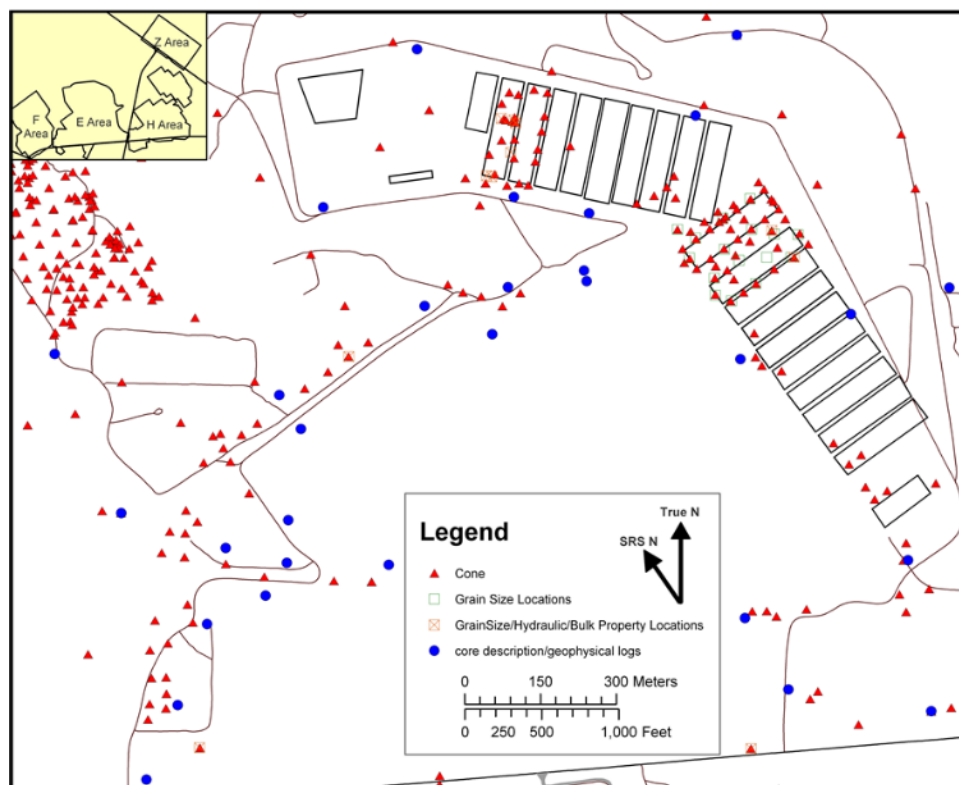 Z Area
F
Area
E Area
H Area
Legend
True N
SRS N
Cone
Grain Size Locations
GrainSize/Hydraulic/Bulk Property Locations
core description/geophysical logs
0 150 300 Meters
0 250 500 1,000 Feet